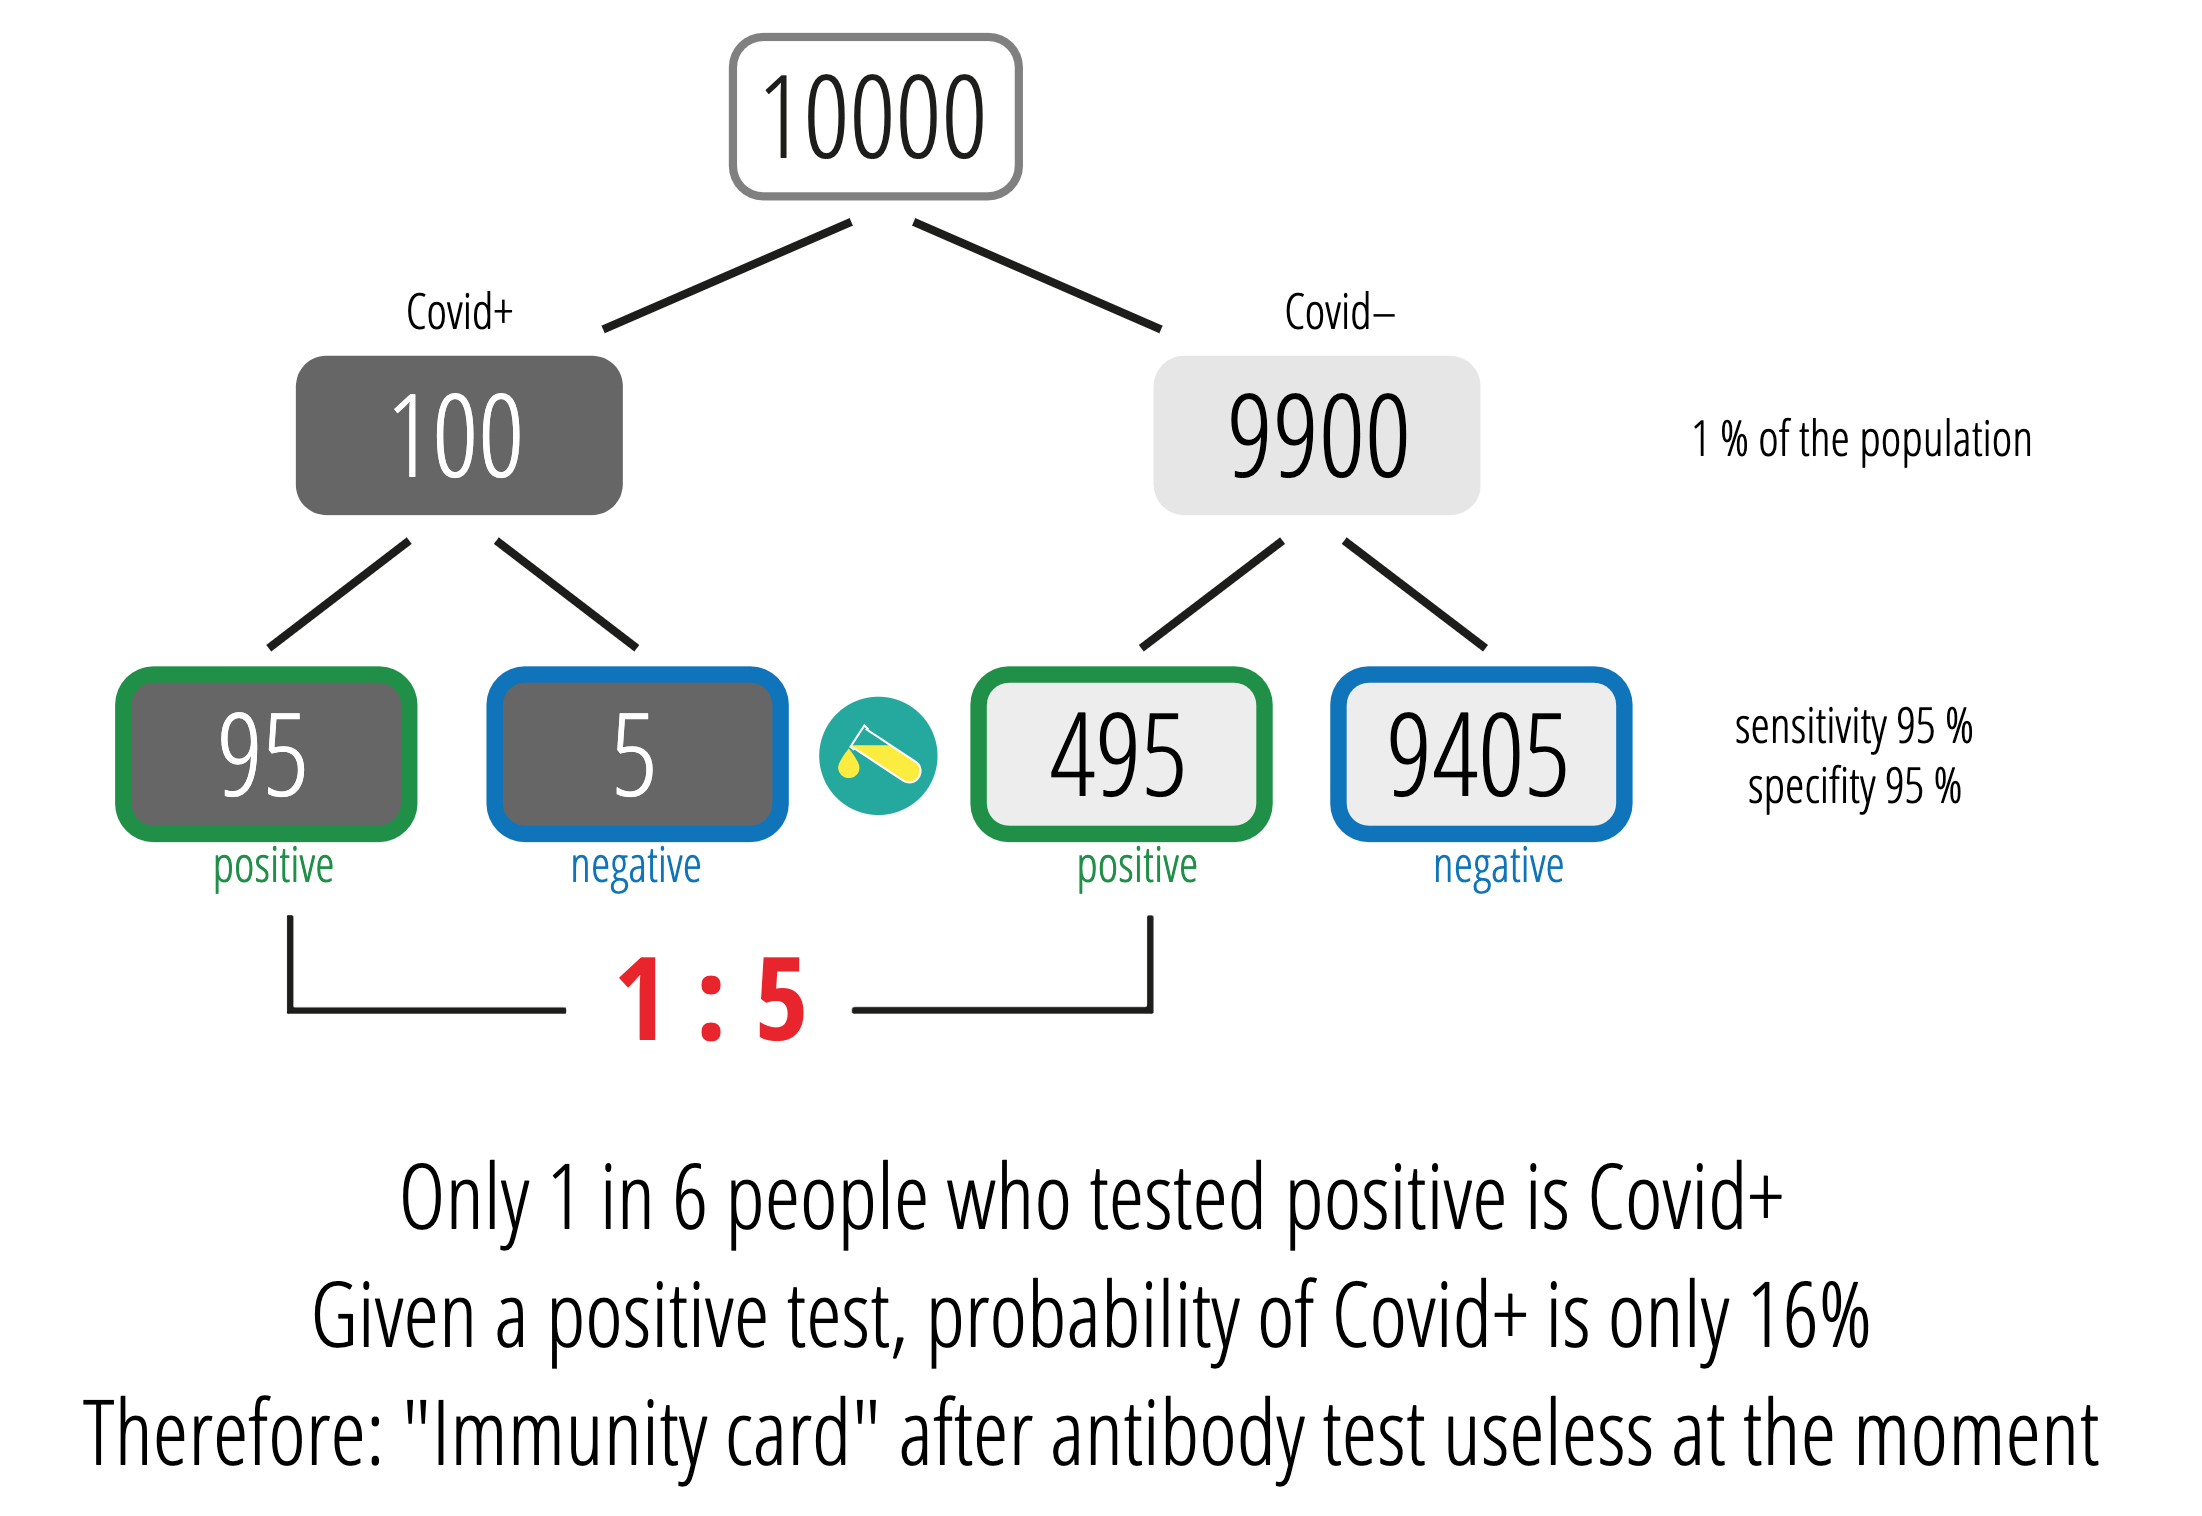 10000
Covid+
Covid–
100
9900
1 % of the population
95
5
495
9405
sensitivity 95 %
specifity 95 %
positive
negative
positive
negative
1 : 5
Only 1 in 6 people who tested positive is Covid+
Given a positive test, probability of Covid+ is only 16%
Therefore: "Immunity card" after antibody test useless at the moment